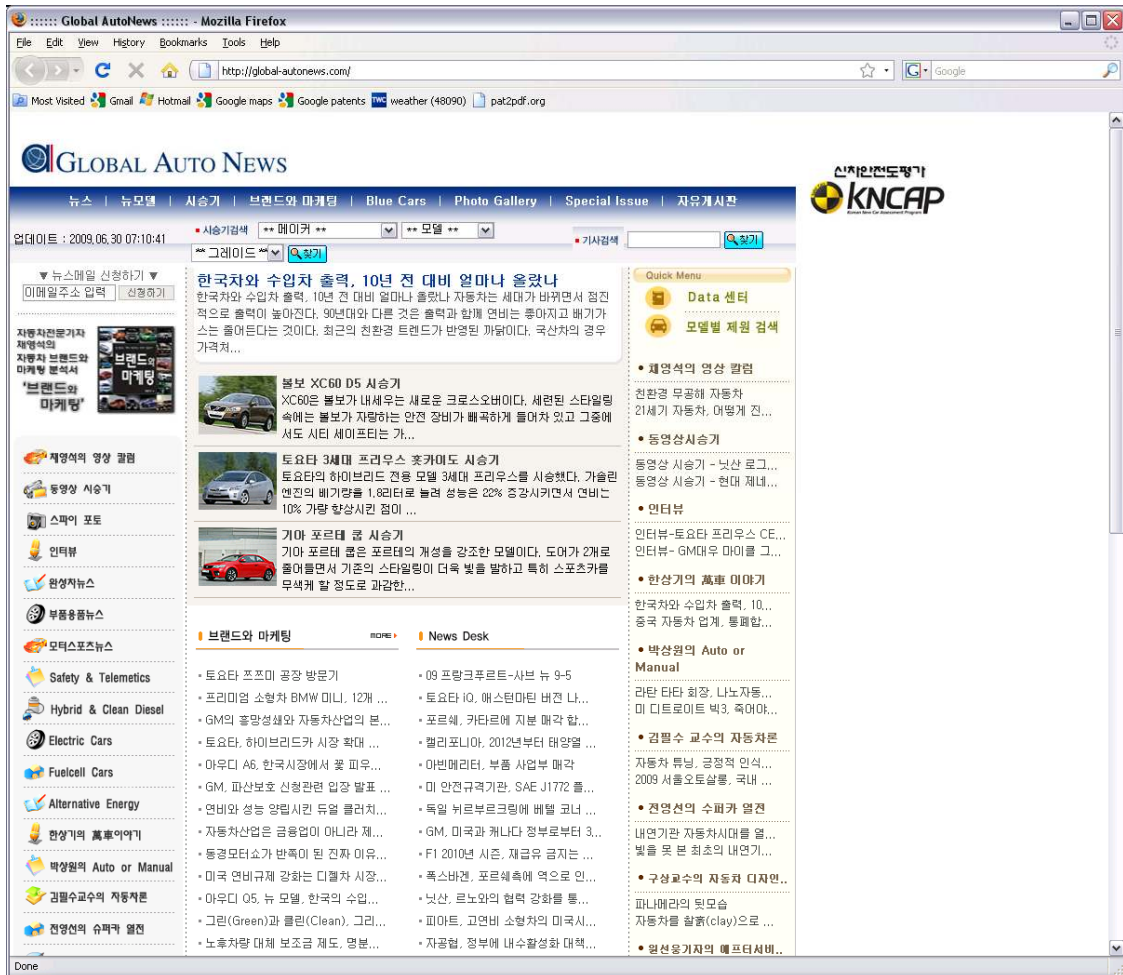 :::::: Global AutoNews :::::: - Mozilla Firefox
File Edit View History Bookmarks Tools Help
http://global-autonews.com/
Google
Most Visited Gmail Hotmail Google maps Google patents TWC weather (48090) pat2pdf.org
GLOBAL AUTO NEWS
신차안전도평가
KNCAP
Korean New Car Assessment Program
뉴스 | 뉴모델 | 시승기 | 브랜드와 마케팅 | Blue Cars | Photo Gallery | Special Issue | 자유게시판
업데이트 : 2009.06.30 07:10:41
시승기검색 ** 메이커 ** ** 모델 **
** 그레이드 ** 찾기
기사검색 찾기
▼ 뉴스메일 신청하기 ▼
이메일주소 입력 신청하기
자동차전문기자
채영석의
자동차 브랜드와
마케팅 분석서
'브랜드와
마케팅'
브랜드와
마케팅
채영석의 영상 칼럼
동영상 시승기
스파이 포토
인터뷰
완성차뉴스
부품용품뉴스
모터스포츠뉴스
Safety & Telemetics
Hybrid & Clean Diesel
Electric Cars
Fuelcell Cars
Alternative Energy
한상기의 萬車이야기
박상원의 Auto or Manual
김필수교수의 자동차론
전영선의 슈퍼카 열전
한국차와 수입차 출력, 10년 전 대비 얼마나 올랐나
한국차와 수입차 출력, 10년 전 대비 얼마나 올랐나 자동차는 세대가 바뀌면서 점진
적으로 출력이 높아진다. 90년대와 다른 것은 출력과 함께 연비는 좋아지고 배기가
스는 줄어든다는 것이다. 최근의 친환경 트렌드가 반영된 까닭이다. 국산차의 경우
가격처...
볼보 XC60 D5 시승기
XC60은 볼보가 내세우는 새로운 크로스오버이다. 세련된 스타일링
속에는 볼보가 자랑하는 안전 장비가 빼곡하게 들어차 있고 그중에
서도 시티 세이프티는 가...
토요타 3세대 프리우스 홋카이도 시승기
토요타의 하이브리드 전용 모델 3세대 프리우스를 시승했다. 가솔린
엔진의 배기량을 1.8리터로 늘려 성능은 22% 증강시키면서 연비는
10% 가량 향상시킨 점이 ...
기아 포르테 쿱 시승기
기아 포르테 쿱은 포르테의 개성을 강조한 모델이다. 도어가 2개로
줄어들면서 기존의 스타일링이 더욱 빛을 발하고 특히 스포츠카를
무색케 할 정도로 과감한...
브랜드와 마케팅 MORE
토요타 쯔쯔미 공장 방문기
프리미엄 소형차 BMW 미니, 12개 ...
GM의 흥망성쇄와 자동차산업의 본...
토요타, 하이브리드카 시장 확대 ...
아우디 A6, 한국시장에서 꽃 피우...
GM, 파산보호 신청관련 입장 발표 ...
연비와 성능 양립시킨 듀얼 클러치...
자동차산업은 금융업이 아니라 제...
동경모터쇼가 반쪽이 된 진짜 이유...
미국 연비규제 강화는 디젤차 시장...
아우디 Q5, 뉴 모델, 한국의 수입...
그린(Green)과 클린(Clean), 그리...
노후차량 대체 보조금 제도, 명분...
News Desk
09 프랑크푸르트-사브 뉴 9-5
토요타 iQ, 애스턴마틴 버전 나...
포르쉐, 카타르에 지분 매각 합...
캘리포니아, 2012년부터 태양열 ...
아빈메리터, 부품 사업부 매각
미 안전규격기관, SAE J1772 플...
독일 뉘르부르크링에 베텔 코너 ...
GM, 미국과 캐나다 정부로부터 3...
F1 2010년 시즌, 재급유 금지는 ...
폭스바겐, 포르쉐측에 역으로 인...
닛산, 르노와의 협력 강화를 통...
피아트, 고연비 소형차의 미국시...
자공협, 정부에 내수활성화 대책...
Quick Menu
Data 센터
모델별 제원 검색
채영석의 영상 칼럼
친환경 무공해 자동차
21세기 자동차, 어떻게 진...
동영상시승기
동영상 시승기 - 닛산 로그...
동영상 시승기 - 현대 제네...
인터뷰
인터뷰-토요타 프리우스 CE...
인터뷰- GM대우 마이클 그...
한상기의 萬車 이야기
한국차와 수입차 출력, 10...
중국 자동차 업계, 통폐합...
박상원의 Auto or
Manual
라탄 타타 회장, 나노자동...
미 디트로이트 빅3, 죽어야...
김필수 교수의 자동차론
자동차 튜닝, 긍정적 인식...
2009 서울오토살롱, 국내 ...
전영선의 수퍼카 열전
내연기관 자동차시대를 열...
빛을 못 본 최초의 내연기...
구상교수의 자동차 디자인..
파나메라의 뒷모습
자동차를 찰흙(clay)으로 ...
원선웅기자의 애프터서비..
Done